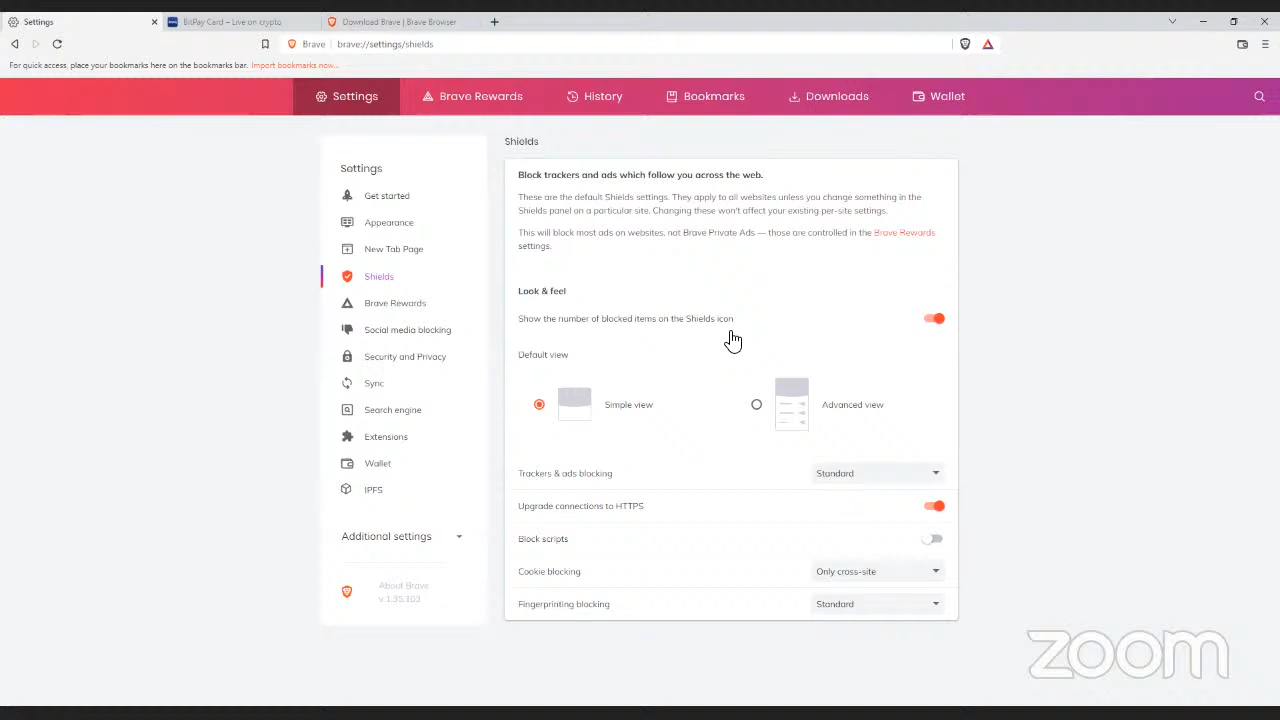 Settings
BitPay Card – Live on crypto
Download Brave | Brave Browser
Brave
brave://settings/shields
For quick access, place your bookmarks here on the bookmarks bar. Import bookmarks now...
Settings
Brave Rewards
History
Bookmarks
Downloads
Wallet
Settings
Get started
Appearance
New Tab Page
Shields
Brave Rewards
Social media blocking
Security and Privacy
Sync
Search engine
Extensions
Wallet
IPFS
Additional settings
About Brave
v 1.35.103
Shields
Block trackers and ads which follow you across the web.
These are the default Shields settings. They apply to all websites unless you change something in the
Shields panel on a particular site. Changing these won't affect your existing per-site settings.
This will block most ads on websites, not Brave Private Ads — those are controlled in the Brave Rewards
settings.
Look & feel
Show the number of blocked items on the Shields icon
Default view
Simple view
Advanced view
Trackers & ads blocking
Standard
Upgrade connections to HTTPS
Block scripts
Cookie blocking
Only cross-site
Fingerprinting blocking
Standard
zoom